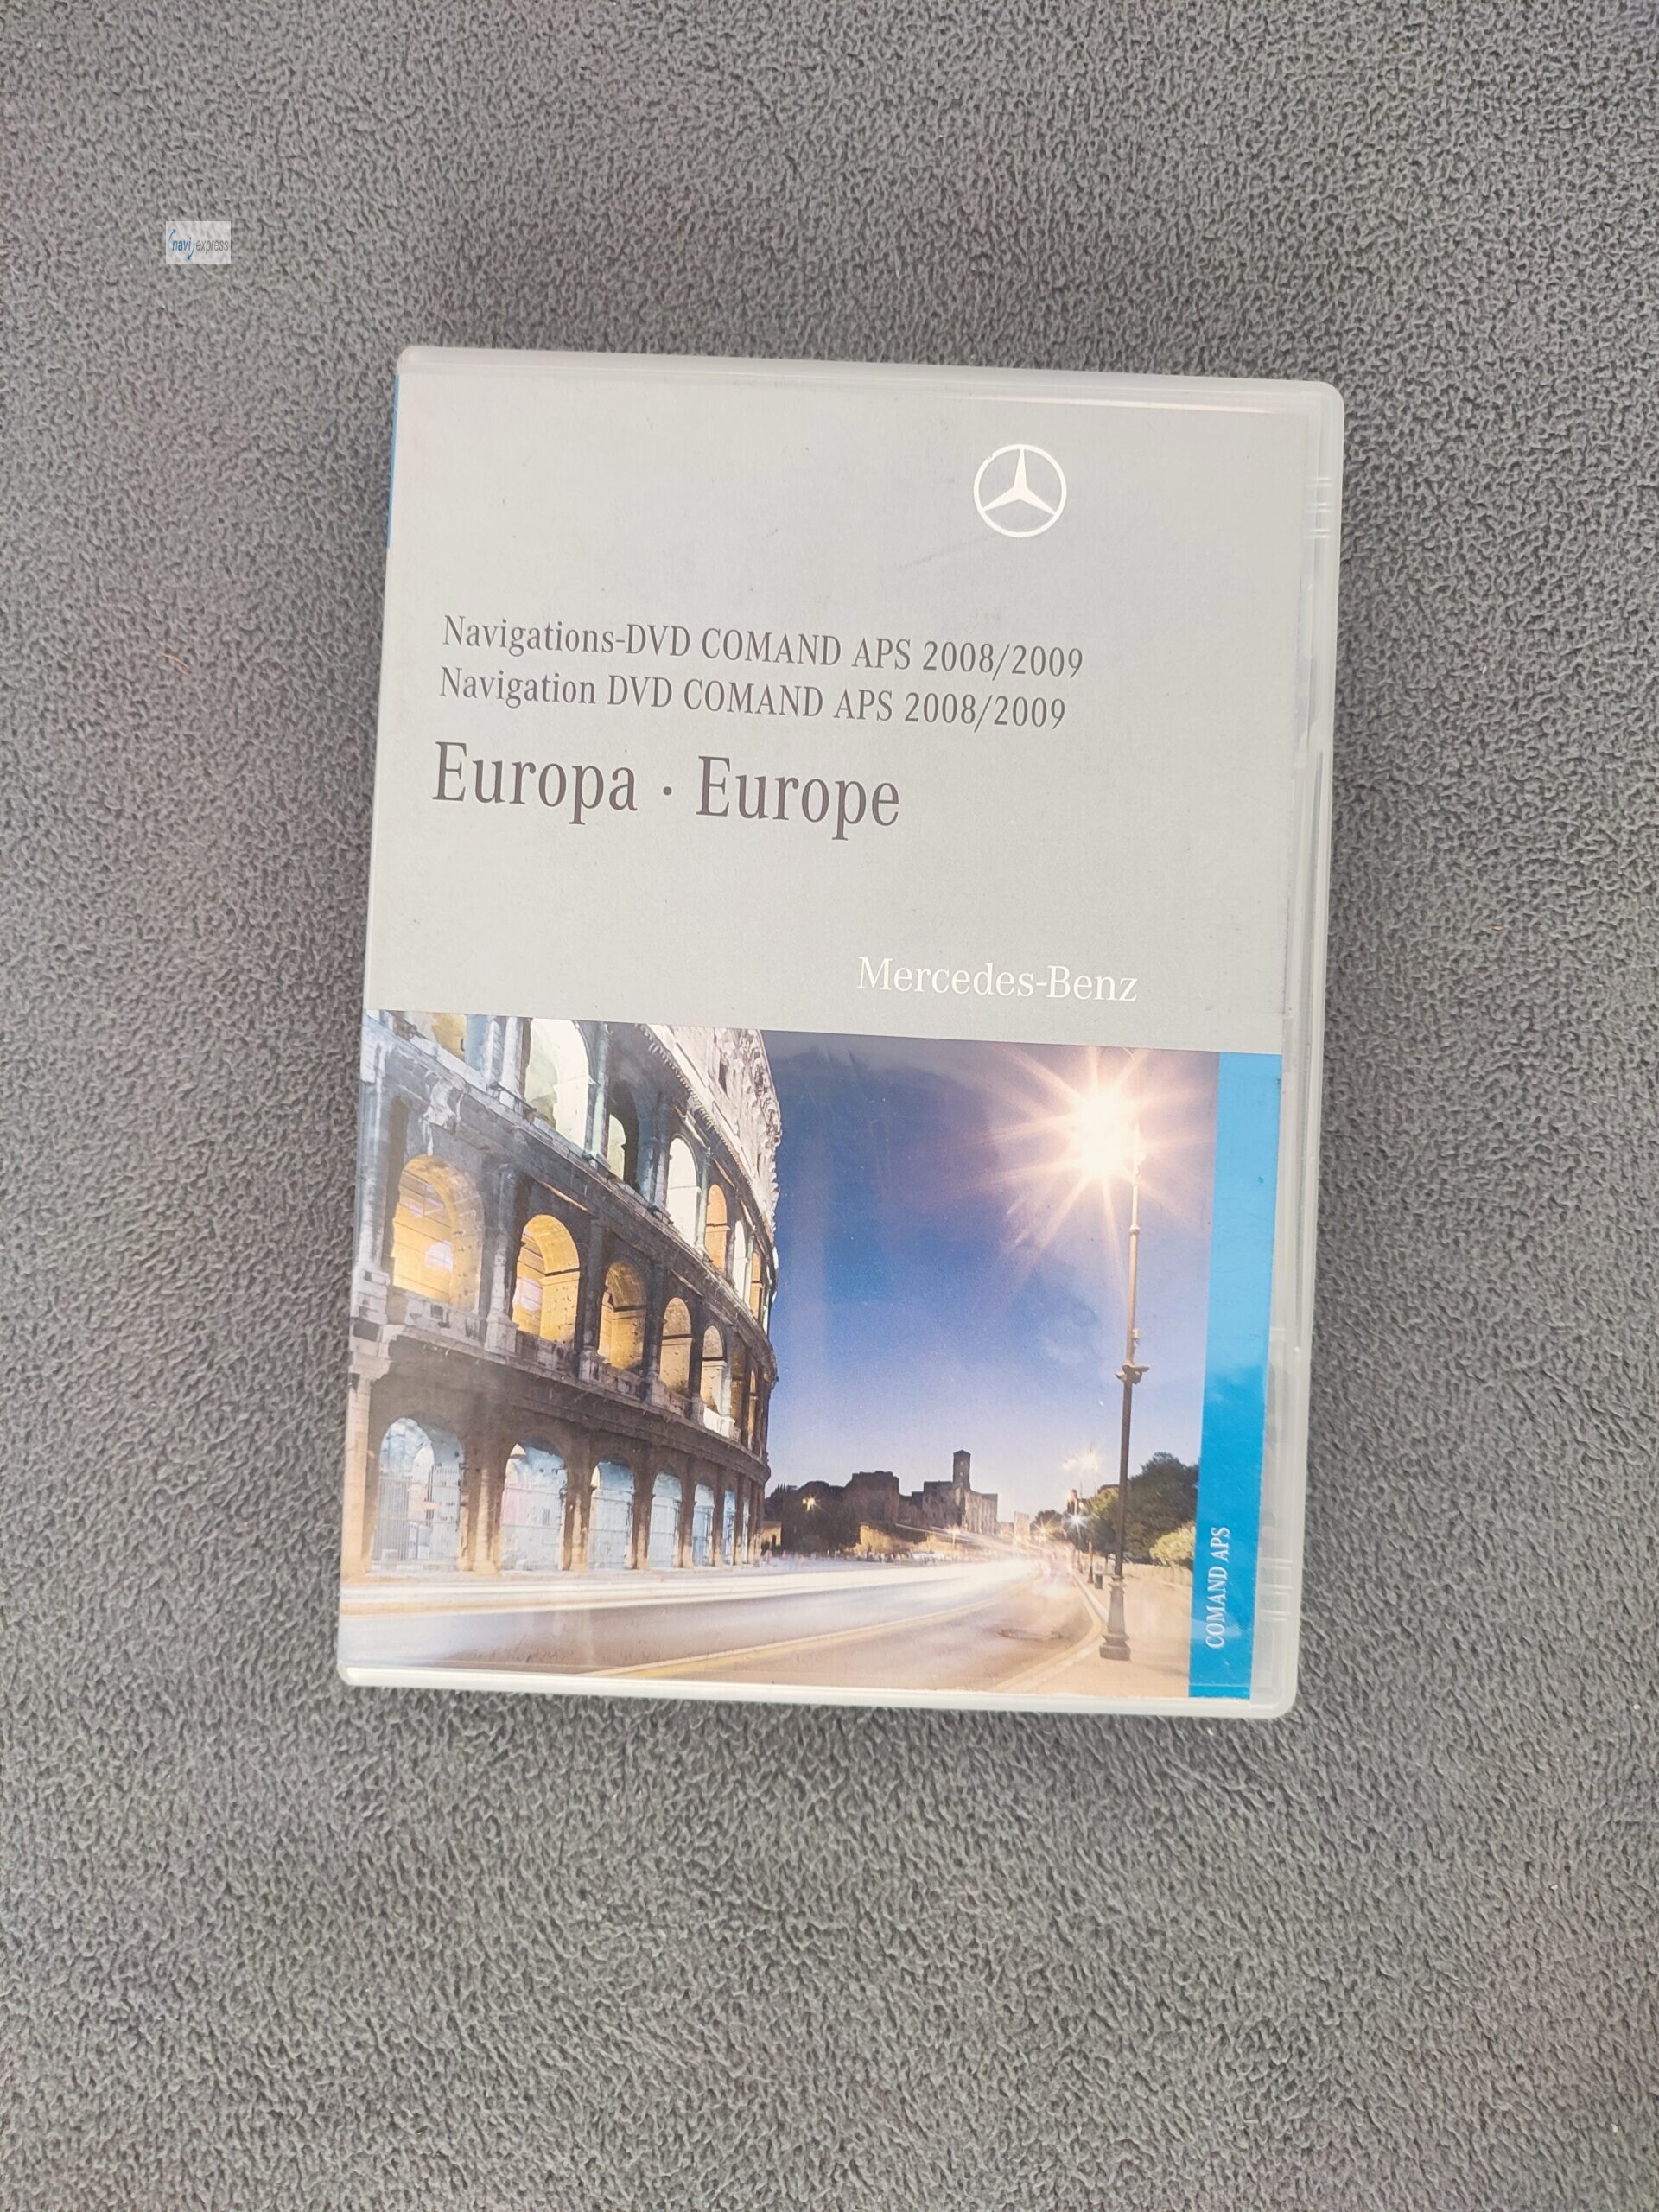 navi express
Navigations-DVD COMAND APS 2008/2009
Navigation DVD COMAND APS 2008/2009
Europa · Europe
Mercedes-Benz
COMAND APS